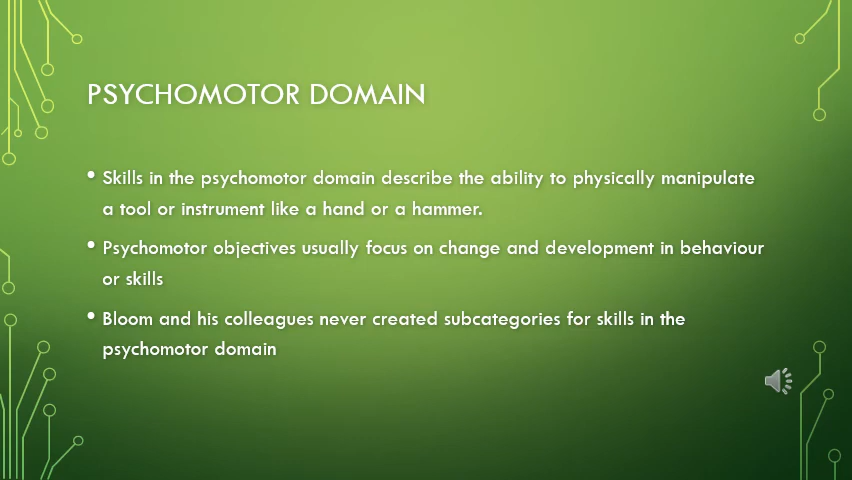 PSYCHOMOTOR DOMAIN
• Skills in the psychomotor domain describe the ability to physically manipulate
a tool or instrument like a hand or a hammer.
• Psychomotor objectives usually focus on change and development in behaviour
or skills
• Bloom and his colleagues never created subcategories for skills in the
psychomotor domain